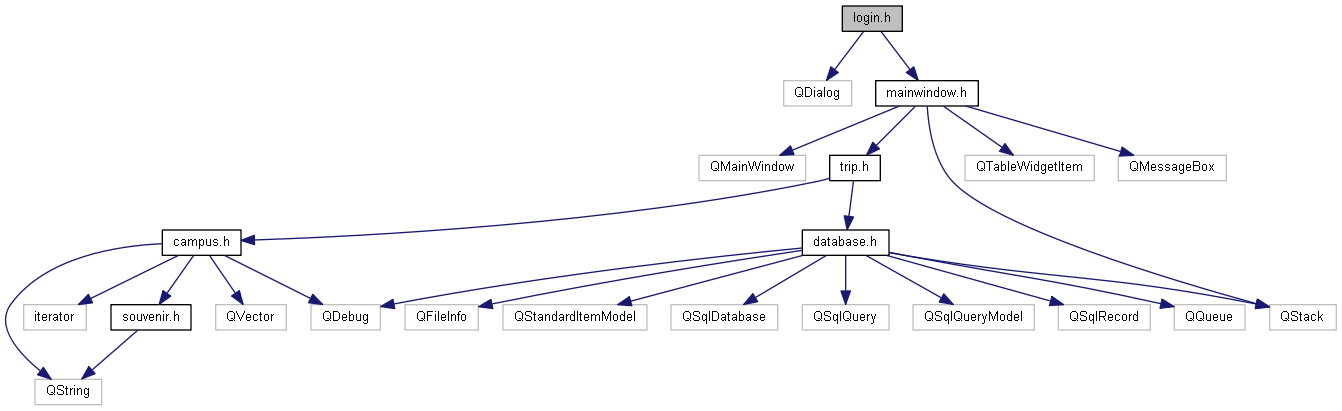 login.h
QDialog
mainwindow.h
QMainWindow
trip.h
QTableWidgetItem
QMessageBox
campus.h
database.h
iterator
souvenir.h
QVector
QDebug
QFileInfo
QStandardItemModel
QSqlDatabase
QSqlQuery
QSqlQueryModel
QSqlRecord
QQueue
QStack
QString